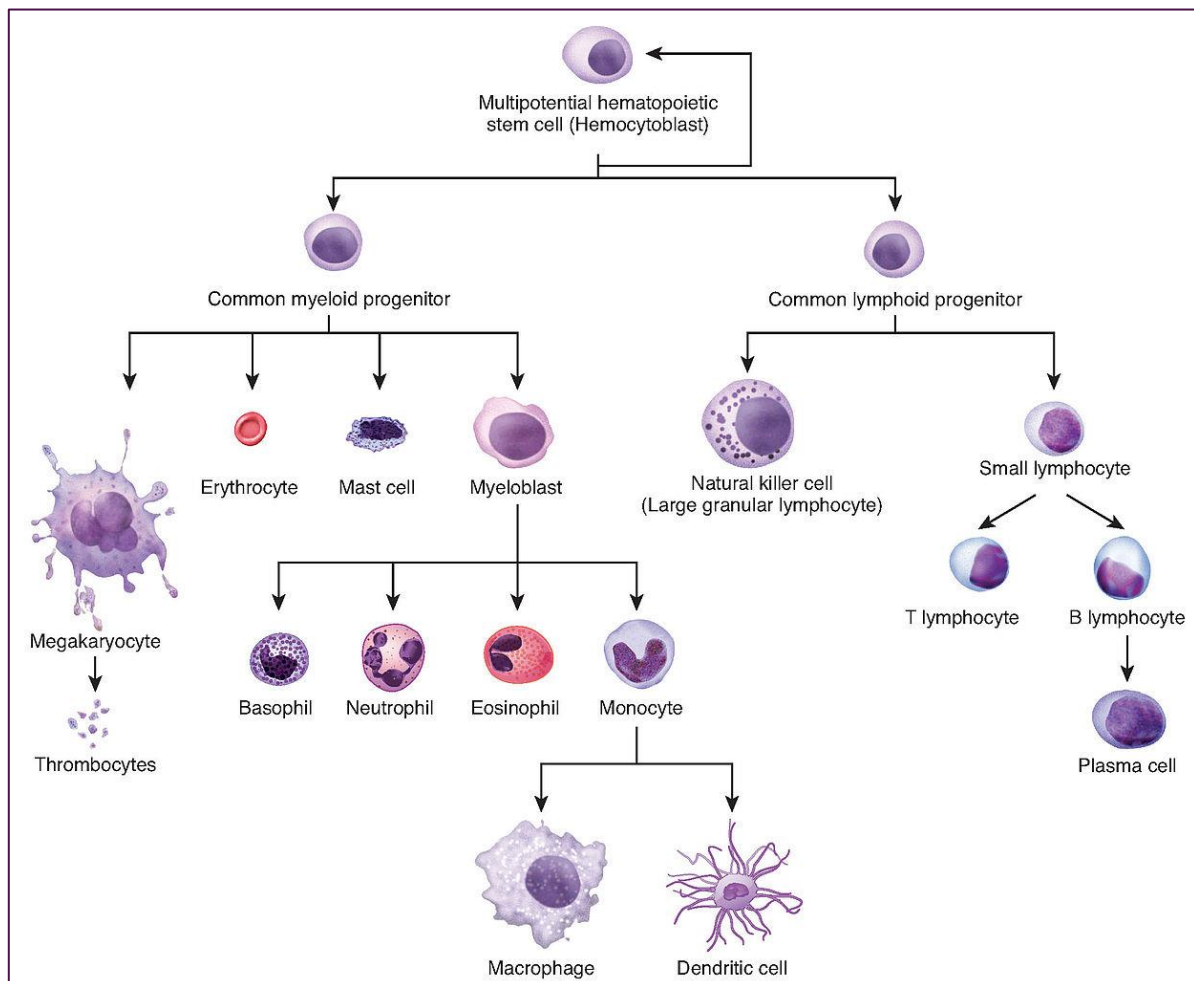 Multipotential hematopoietic
stem cell (Hemocytoblast)
Common myeloid progenitor
Common lymphoid progenitor
Megakaryocyte
Erythrocyte
Mast cell
Myeloblast
Natural killer cell
(Large granular lymphocyte)
Small lymphocyte
T lymphocyte
B lymphocyte
Thrombocytes
Basophil
Neutrophil
Eosinophil
Monocyte
Plasma cell
Macrophage
Dendritic cell